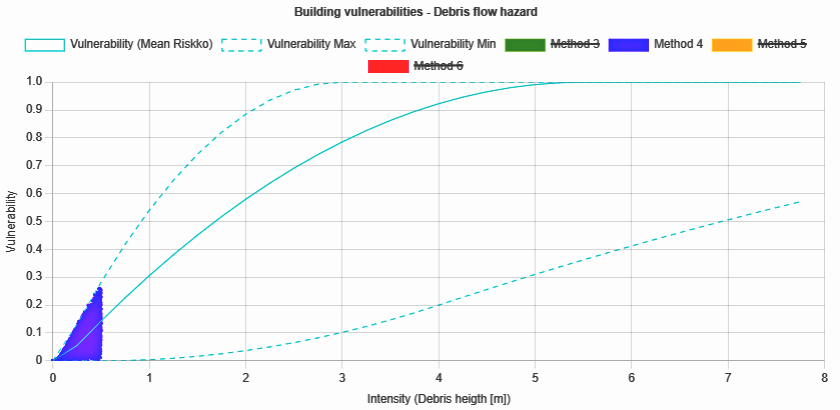 Building vulnerabilities - Debris flow hazard
Vulnerability (Mean Riskko) Vulnerability Max Vulnerability Min Method 3 Method 4 Method 5
Method 6
1.0
0.9
0.8
0.7
0.6
0.5
0.4
0.3
0.2
0.1
0
Vulnerability
0 1 2 3 4 5 6 7 8
Intensity (Debris heigth [m])